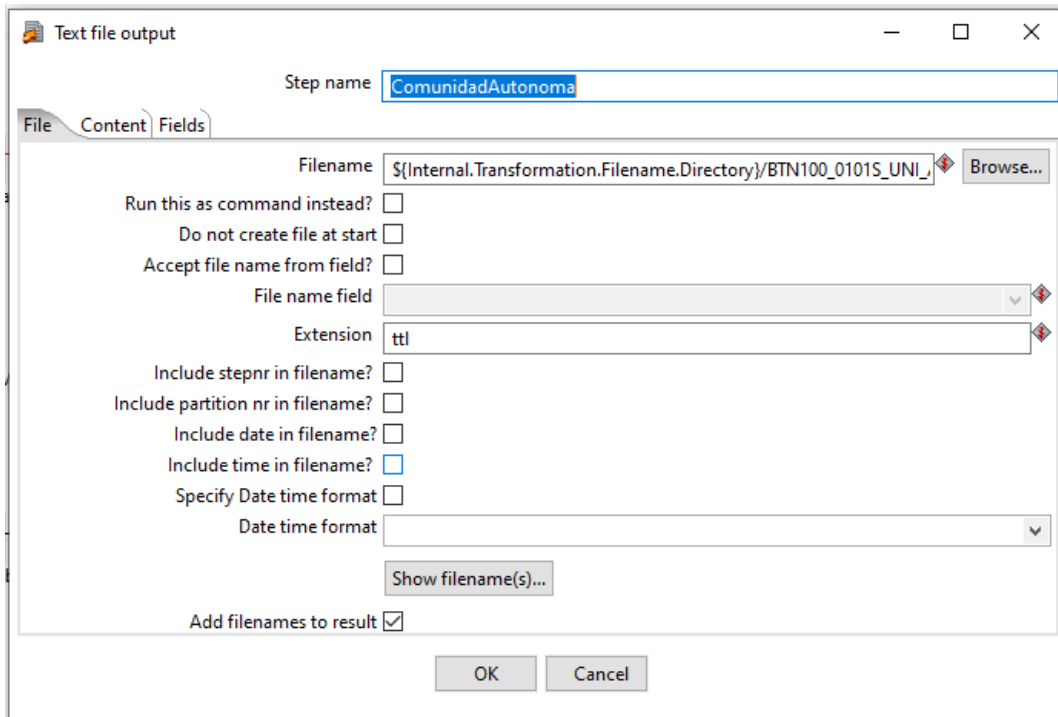 Text file output
Step name ComunidadAutonoma
File Content Fields
Filename ${Internal.Transformation.Filename.Directory}/BTN100_0101S_UNI_ Browse...
Run this as command instead?
Do not create file at start
Accept file name from field?
File name field
Extension ttl
Include stepnr in filename?
Include partition nr in filename?
Include date in filename?
Include time in filename?
Specify Date time format
Date time format
Show filename(s)...
Add filenames to result
OK Cancel